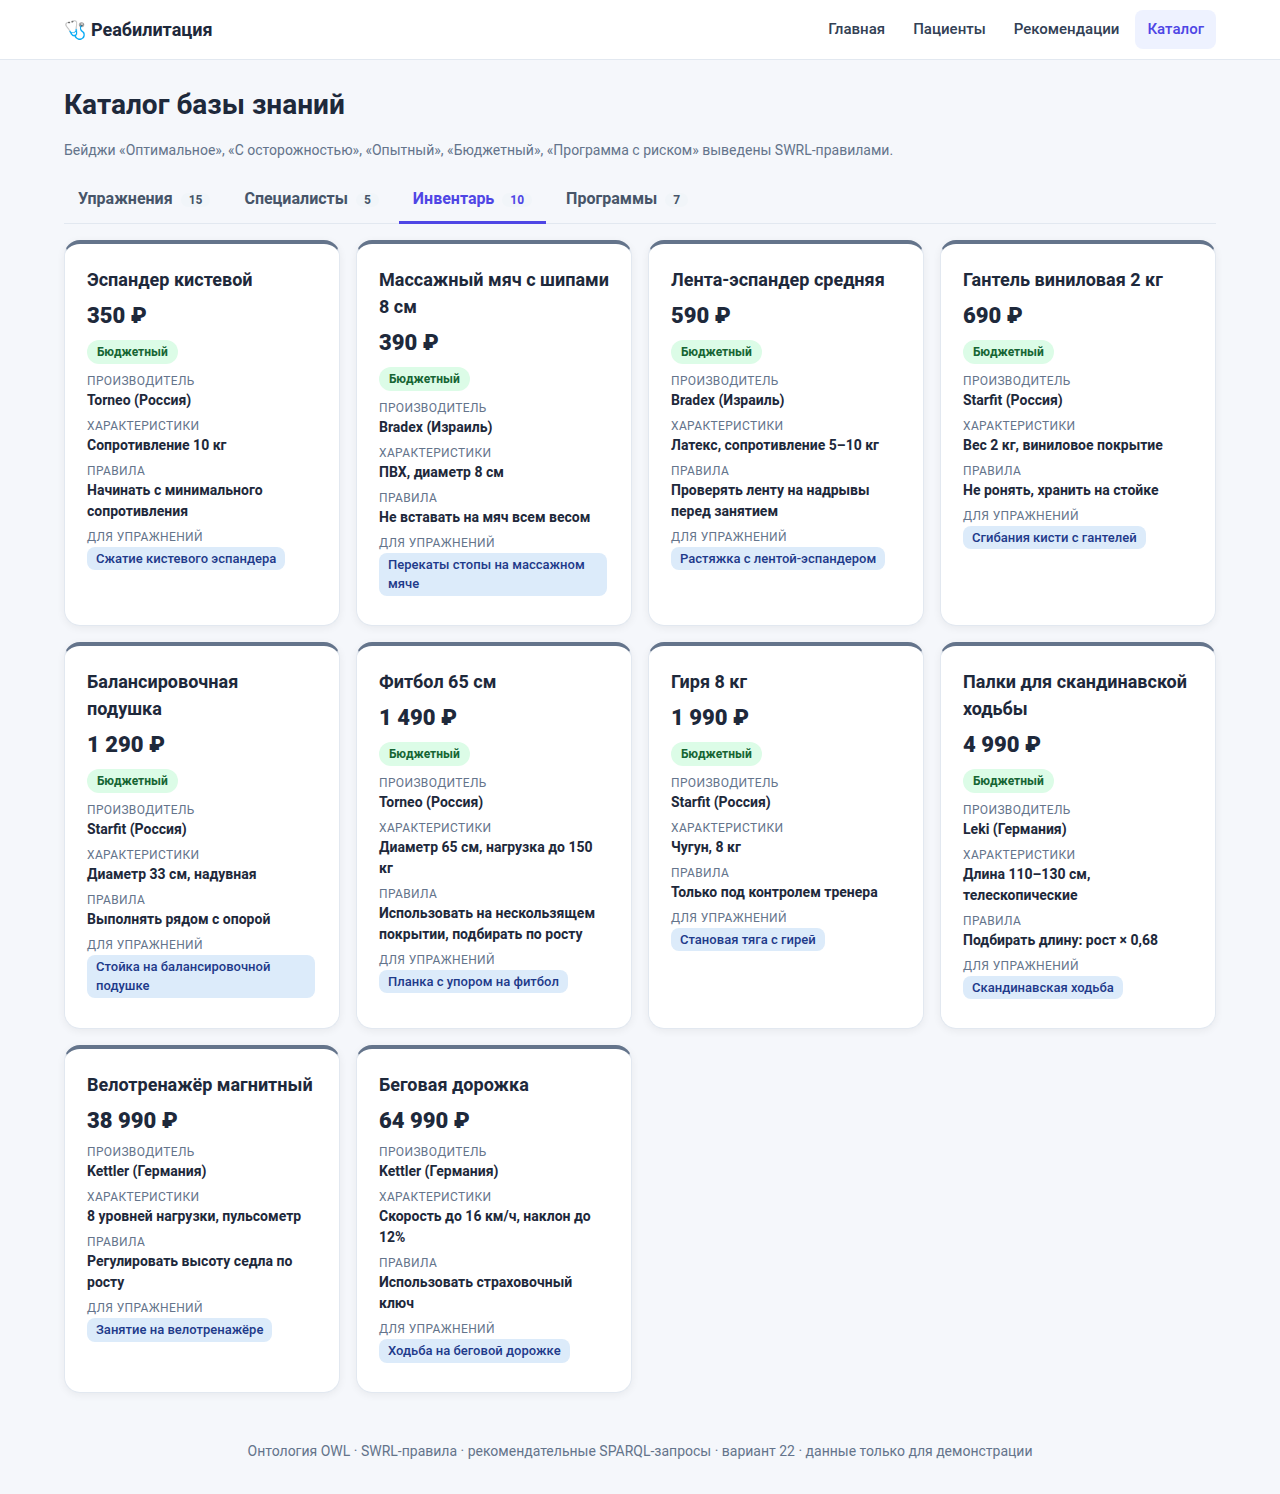 Реабилитация
Главная
Пациенты
Рекомендации
Каталог
Каталог базы знаний
Бейджи «Оптимальное», «С осторожностью», «Опытный», «Бюджетный», «Программа с риском» выведены SWRL-правилами.
Упражнения 15
Специалисты 5
Инвентарь 10
Программы 7
Эспандер кистевой
350 ₽
Бюджетный
ПРОИЗВОДИТЕЛЬ
Torneo (Россия)
ХАРАКТЕРИСТИКИ
Сопротивление 10 кг
ПРАВИЛА
Начинать с минимального
сопротивления
ДЛЯ УПРАЖНЕНИЙ
Сжатие кистевого эспандера
Массажный мяч с шипами
8 см
390 ₽
Бюджетный
ПРОИЗВОДИТЕЛЬ
Bradex (Израиль)
ХАРАКТЕРИСТИКИ
ПВХ, диаметр 8 см
ПРАВИЛА
Не вставать на мяч всем весом
ДЛЯ УПРАЖНЕНИЙ
Перекаты стопы на массажном
мяче
Лента-эспандер средняя
590 ₽
Бюджетный
ПРОИЗВОДИТЕЛЬ
Bradex (Израиль)
ХАРАКТЕРИСТИКИ
Латекс, сопротивление 5–10 кг
ПРАВИЛА
Проверять ленту на надрывы
перед занятием
ДЛЯ УПРАЖНЕНИЙ
Растяжка с лентой-эспандером
Гантель виниловая 2 кг
690 ₽
Бюджетный
ПРОИЗВОДИТЕЛЬ
Starfit (Россия)
ХАРАКТЕРИСТИКИ
Вес 2 кг, виниловое покрытие
ПРАВИЛА
Не ронять, хранить на стойке
ДЛЯ УПРАЖНЕНИЙ
Сгибания кисти с гантелей
Балансировочная
подушка
1 290 ₽
Бюджетный
ПРОИЗВОДИТЕЛЬ
Starfit (Россия)
ХАРАКТЕРИСТИКИ
Диаметр 33 см, надувная
ПРАВИЛА
Выполнять рядом с опорой
ДЛЯ УПРАЖНЕНИЙ
Стойка на балансировочной
подушке
Фитбол 65 см
1 490 ₽
Бюджетный
ПРОИЗВОДИТЕЛЬ
Torneo (Россия)
ХАРАКТЕРИСТИКИ
Диаметр 65 см, нагрузка до 150
кг
ПРАВИЛА
Использовать на нескользящем
покрытии, подбирать по росту
ДЛЯ УПРАЖНЕНИЙ
Планка с упором на фитбол
Гиря 8 кг
1 990 ₽
Бюджетный
ПРОИЗВОДИТЕЛЬ
Starfit (Россия)
ХАРАКТЕРИСТИКИ
Чугун, 8 кг
ПРАВИЛА
Только под контролем тренера
ДЛЯ УПРАЖНЕНИЙ
Становая тяга с гирей
Палки для скандинавской
ходьбы
4 990 ₽
Бюджетный
ПРОИЗВОДИТЕЛЬ
Leki (Германия)
ХАРАКТЕРИСТИКИ
Длина 110–130 см,
телескопические
ПРАВИЛА
Подбирать длину: рост × 0,68
ДЛЯ УПРАЖНЕНИЙ
Скандинавская ходьба
Велотренажёр магнитный
38 990 ₽
ПРОИЗВОДИТЕЛЬ
Kettler (Германия)
ХАРАКТЕРИСТИКИ
8 уровней нагрузки, пульсометр
ПРАВИЛА
Регулировать высоту седла по
росту
ДЛЯ УПРАЖНЕНИЙ
Занятие на велотренажёре
Беговая дорожка
64 990 ₽
ПРОИЗВОДИТЕЛЬ
Kettler (Германия)
ХАРАКТЕРИСТИКИ
Скорость до 16 км/ч, наклон до
12%
ПРАВИЛА
Использовать страховочный
ключ
ДЛЯ УПРАЖНЕНИЙ
Ходьба на беговой дорожке
Онтология OWL · SWRL-правила · рекомендательные SPARQL-запросы · вариант 22 · данные только для демонстрации